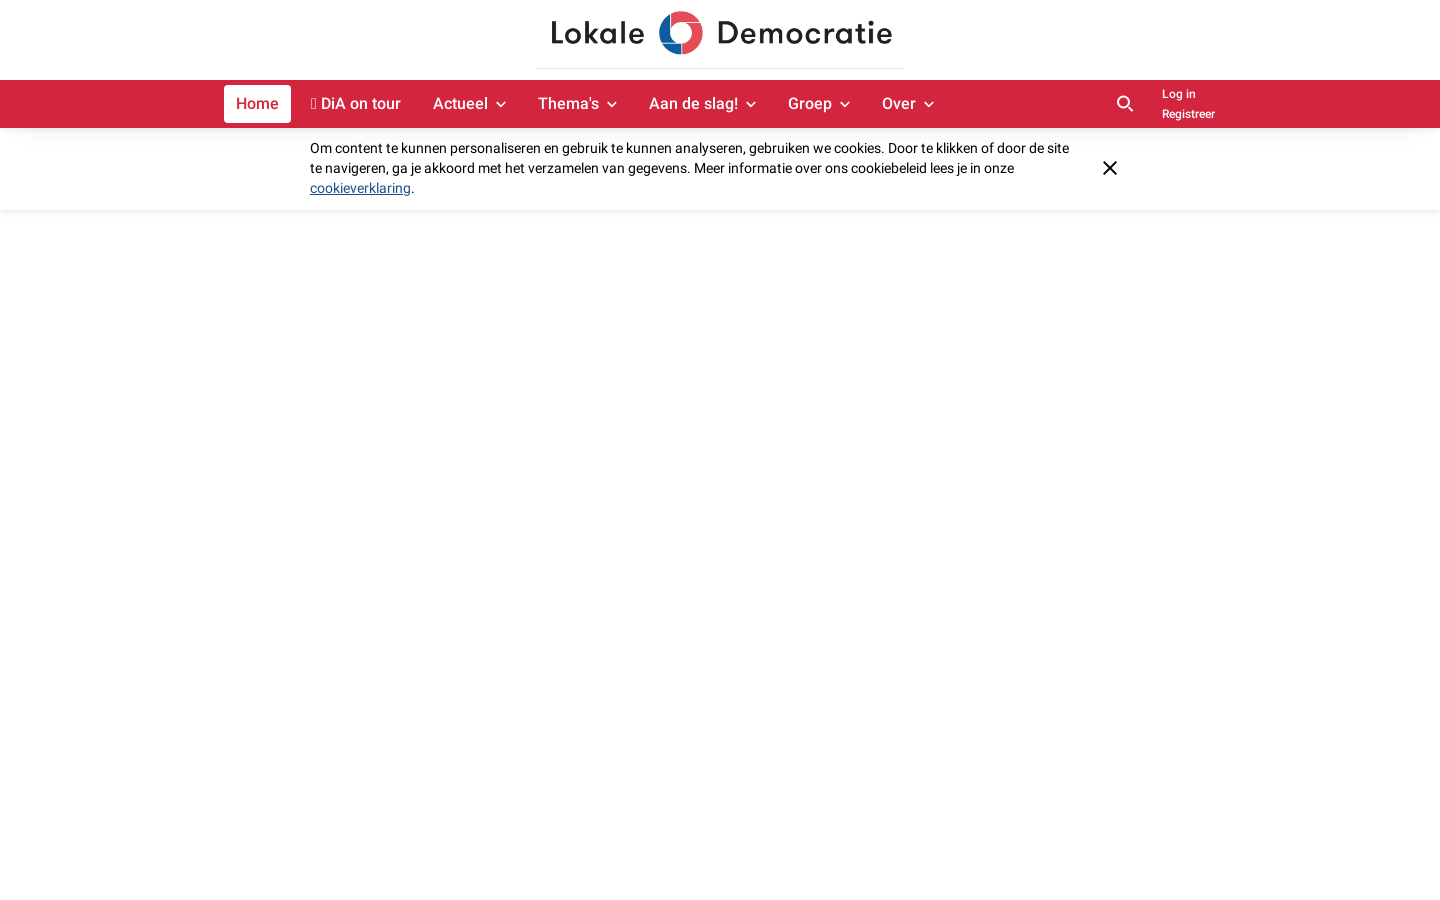 Lokale Democratie
Home DiA on tour Actueel Thema's Aan de slag! Groep Over
Log in
Registreer
Om content te kunnen personaliseren en gebruik te kunnen analyseren, gebruiken we cookies. Door te klikken of door de site
te navigeren, ga je akkoord met het verzamelen van gegevens. Meer informatie over ons cookiebeleid lees je in onze
cookieverklaring.